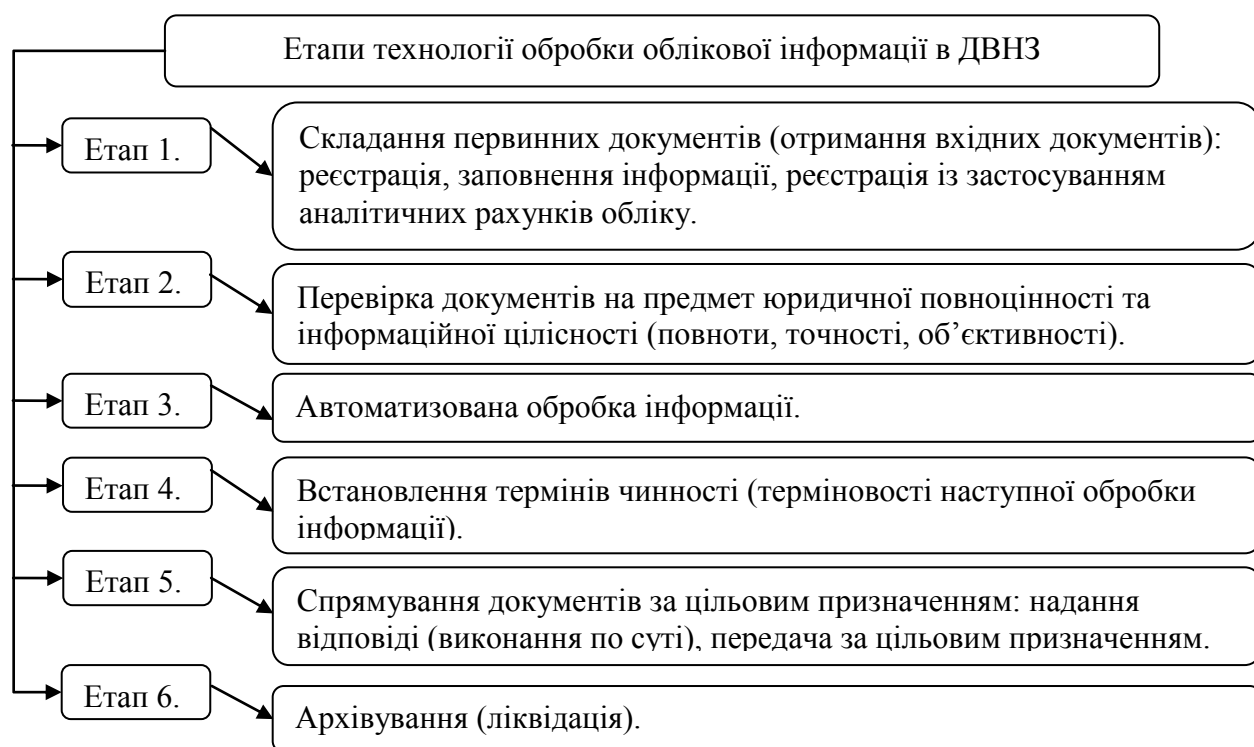 Етапи технології обробки облікової інформації в ДВНЗ
Етап 1.
Складання первинних документів (отримання вхідних документів):
реєстрація, заповнення інформації, реєстрація із застосуванням
аналітичних рахунків обліку.
Етап 2.
Перевірка документів на предмет юридичної повноцінності та
інформаційної цілісності (повноти, точності, об’єктивності).
Етап 3.
Автоматизована обробка інформації.
Етап 4.
Встановлення термінів чинності (терміновості наступної обробки
інформації).
Етап 5.
Спрямування документів за цільовим призначенням: надання
відповіді (виконання по суті), передача за цільовим призначенням.
Етап 6.
Архівування (ліквідація).